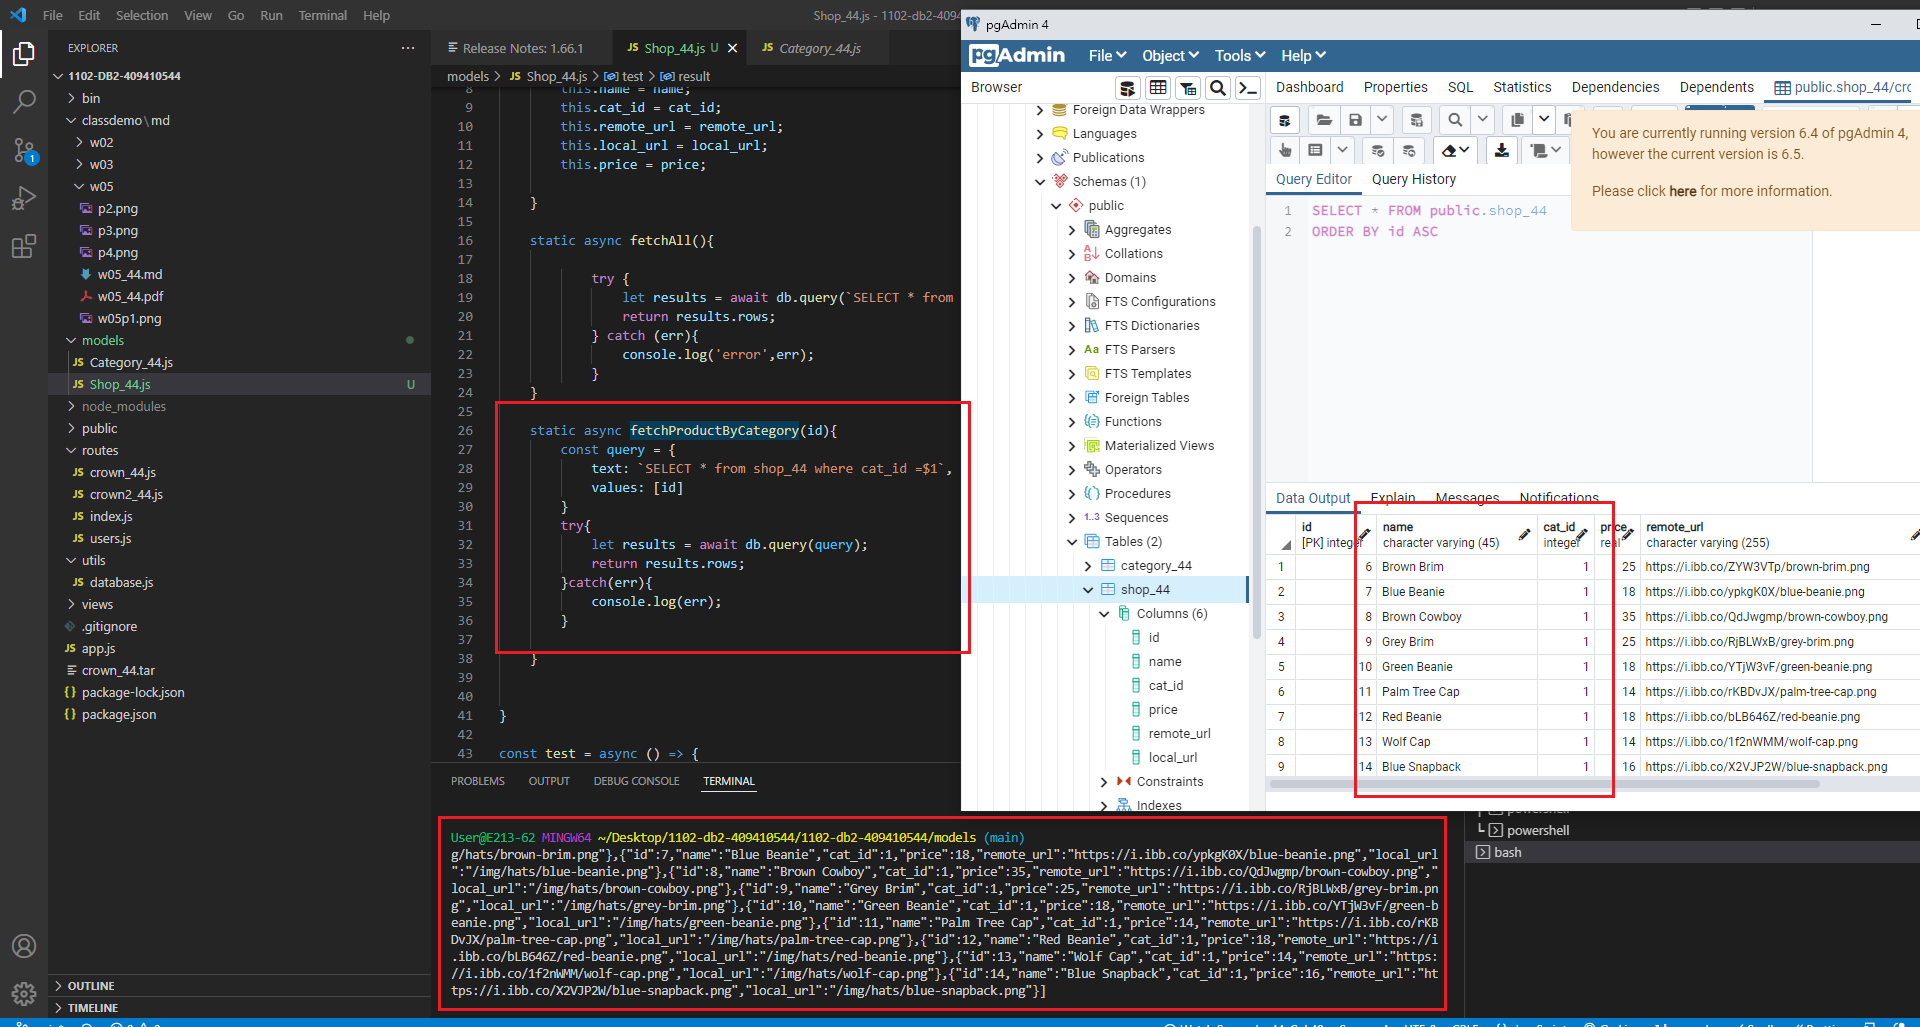 File Edit Selection View Go Run Terminal Help
Shop_44.js - 1102-db2-40941
EXPLORER
1102-DB2-409410544
bin
classdemo\md
w02
w03
w05
p2.png
p3.png
p4.png
w05_44.md
w05_44.pdf
w05p1.png
models
Category_44.js
Shop_44.js U
node_modules
public
routes
crown_44.js
crown2_44.js
index.js
users.js
utils
database.js
views
.gitignore
app.js
crown_44.tar
package-lock.json
package.json
OUTLINE
TIMELINE
1
Release Notes: 1.66.1
Shop_44.js U
Category_44.js
models > Shop_44.js > test > result
8 this.name = name;
9 this.cat_id = cat_id;
10 this.remote_url = remote_url;
11 this.local_url = local_url;
12 this.price = price;
13
14 }
15
16 static async fetchAll(){
17
18 try {
19 let results = await db.query(`SELECT * from
20 return results.rows;
21 } catch (err){
22 console.log('error',err);
23 }
24 }
25
26 static async fetchProductByCategory(id){
27 const query = {
28 text: `SELECT * from shop_44 where cat_id =$1`,
29 values: [id]
30 }
31 try{
32 let results = await db.query(query);
33 return results.rows;
34 }catch(err){
35 console.log(err);
36 }
37
38 }
39
40
41 }
42
43 const test = async () => {
PROBLEMS OUTPUT DEBUG CONSOLE TERMINAL
User@E213-62 MINGW64 ~/Desktop/1102-db2-409410544/1102-db2-409410544/models (main)
g/hats/brown-brim.png"},{"id":7,"name":"Blue Beanie","cat_id":1,"price":18,"remote_url":"https://i.ibb.co/ypkgK0X/blue-beanie.png","local_url
":"/img/hats/blue-beanie.png"},{"id":8,"name":"Brown Cowboy","cat_id":1,"price":35,"remote_url":"https://i.ibb.co/QdJwgmp/brown-cowboy.png","
local_url":"/img/hats/brown-cowboy.png"},{"id":9,"name":"Grey Brim","cat_id":1,"price":25,"remote_url":"https://i.ibb.co/RjBLWxB/grey-brim.pn
g","local_url":"/img/hats/grey-brim.png"},{"id":10,"name":"Green Beanie","cat_id":1,"price":18,"remote_url":"https://i.ibb.co/YTjW3vF/green-b
eanie.png","local_url":"/img/hats/green-beanie.png"},{"id":11,"name":"Palm Tree Cap","cat_id":1,"price":14,"remote_url":"https://i.ibb.co/rKB
DvJX/palm-tree-cap.png","local_url":"/img/hats/palm-tree-cap.png"},{"id":12,"name":"Red Beanie","cat_id":1,"price":18,"remote_url":"https://i
.ibb.co/bLB646Z/red-beanie.png","local_url":"/img/hats/red-beanie.png"},{"id":13,"name":"Wolf Cap","cat_id":1,"price":14,"remote_url":"https:
//i.ibb.co/1f2nWMM/wolf-cap.png","local_url":"/img/hats/wolf-cap.png"},{"id":14,"name":"Blue Snapback","cat_id":1,"price":16,"remote_url":"ht
tps://i.ibb.co/X2VJP2W/blue-snapback.png","local_url":"/img/hats/blue-snapback.png"}]
powershell
powershell
bash
pgAdmin 4
pgAdmin File Object Tools Help
Browser
Foreign Data Wrappers
Languages
Publications
Schemas (1)
public
Aggregates
Collations
Domains
FTS Configurations
FTS Dictionaries
FTS Parsers
FTS Templates
Foreign Tables
Functions
Materialized Views
Operators
Procedures
1..3 Sequences
Tables (2)
category_44
shop_44
Columns (6)
id
name
cat_id
price
remote_url
local_url
Constraints
Indexes
Dashboard Properties SQL Statistics Dependencies Dependents public.shop_44/cro
You are currently running version 6.4 of pgAdmin 4,
however the current version is 6.5.
Please click here for more information.
Query Editor Query History
1 SELECT * FROM public.shop_44
2 ORDER BY id ASC
Data Output Explain Messages Notifications
id name cat_id price remote_url
[PK] integer character varying (45) integer real character varying (255)
1 6 Brown Brim 1 25 https://i.ibb.co/ZYW3VTp/brown-brim.png
2 7 Blue Beanie 1 18 https://i.ibb.co/ypkgK0X/blue-beanie.png
3 8 Brown Cowboy 1 35 https://i.ibb.co/QdJwgmp/brown-cowboy.png
4 9 Grey Brim 1 25 https://i.ibb.co/RjBLWxB/grey-brim.png
5 10 Green Beanie 1 18 https://i.ibb.co/YTjW3vF/green-beanie.png
6 11 Palm Tree Cap 1 14 https://i.ibb.co/rKBDvJX/palm-tree-cap.png
7 12 Red Beanie 1 18 https://i.ibb.co/bLB646Z/red-beanie.png
8 13 Wolf Cap 1 14 https://i.ibb.co/1f2nWMM/wolf-cap.png
9 14 Blue Snapback 1 16 https://i.ibb.co/X2VJP2W/blue-snapback.png